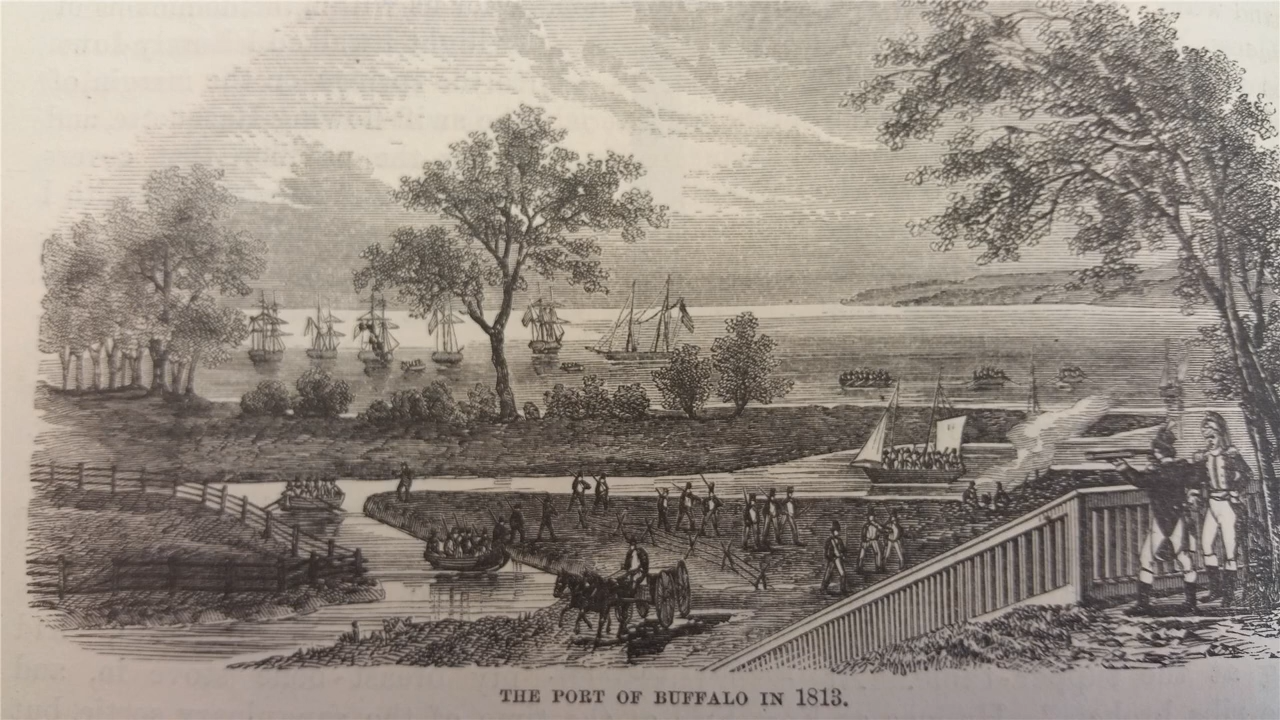 THE PORT OF BUFFALO IN 1813.